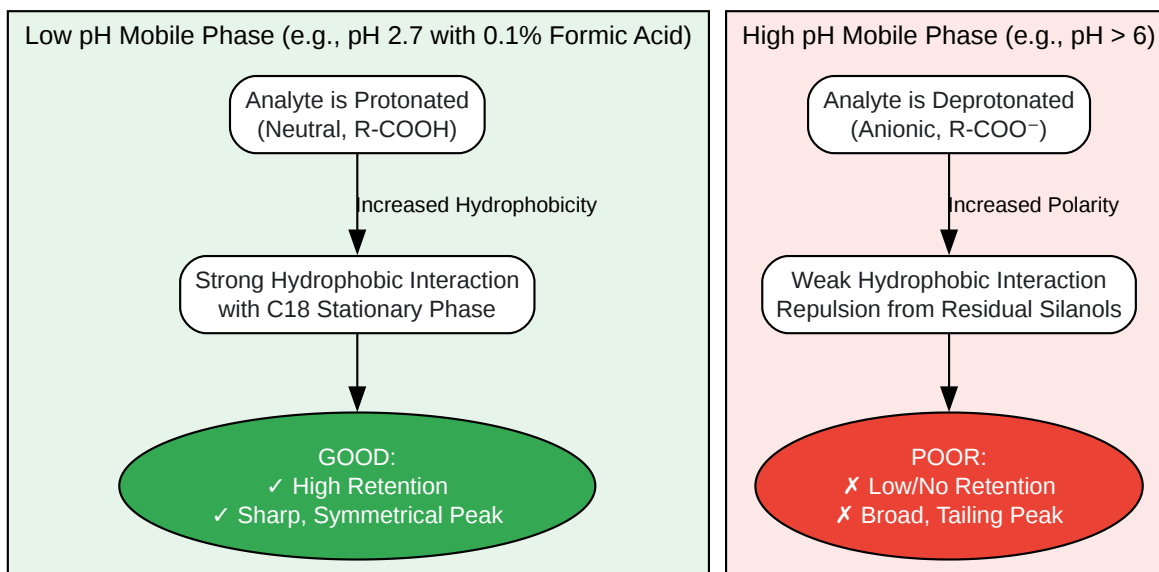 Low pH Mobile Phase (e.g., pH 2.7 with 0.1% Formic Acid)
Analyte is Protonated
(Neutral, R-COOH)
Increased Hydrophobicity
Strong Hydrophobic Interaction
with C18 Stationary Phase
GOOD:
✓ High Retention
✓ Sharp, Symmetrical Peak
High pH Mobile Phase (e.g., pH > 6)
Analyte is Deprotonated
(Anionic, R-COO⁻)
Increased Polarity
Weak Hydrophobic Interaction
Repulsion from Residual Silanols
POOR:
✗ Low/No Retention
✗ Broad, Tailing Peak